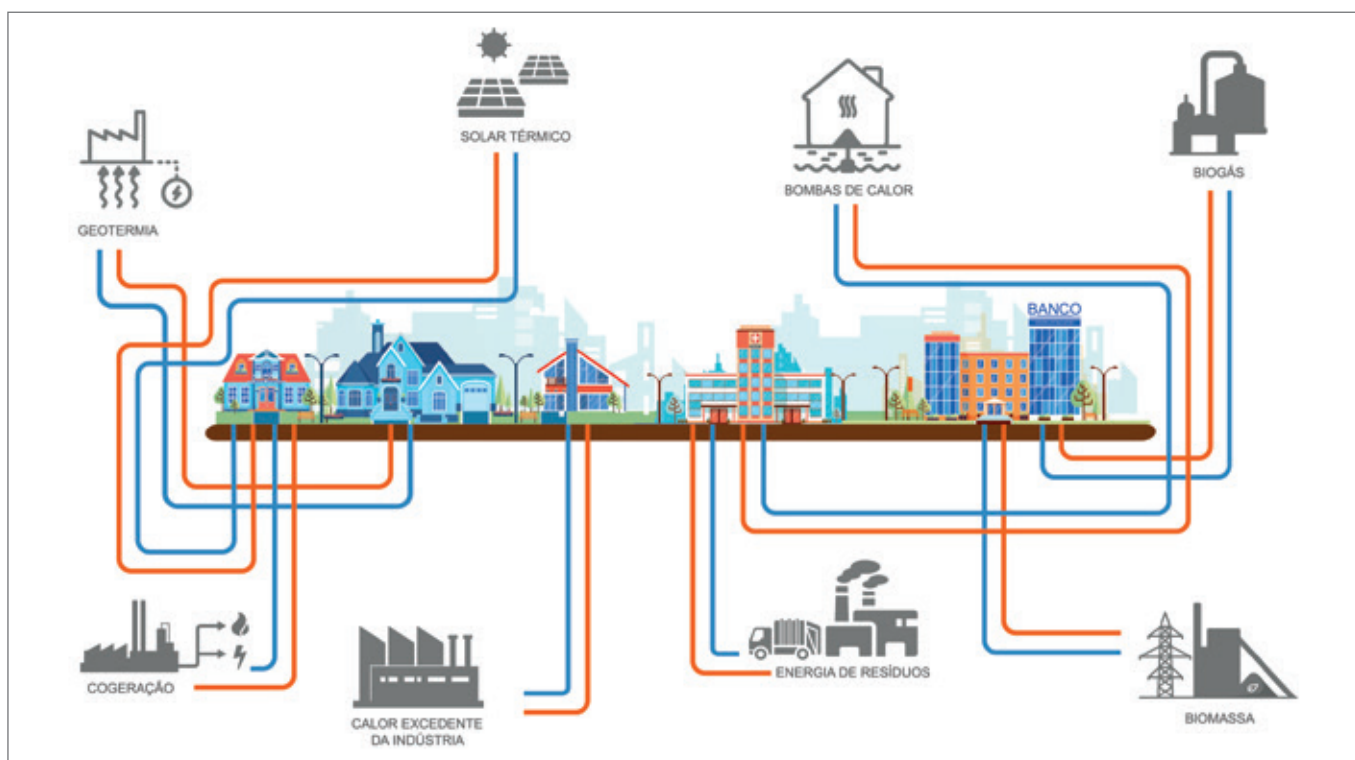 SOLAR TÉRMICO
BOMBAS DE CALOR
BIOGÁS
GEOTERMIA
BANCO
COGERAÇÃO
CALOR EXCEDENTE
DA INDÚSTRIA
ENERGIA DE RESÍDUOS
BIOMASSA